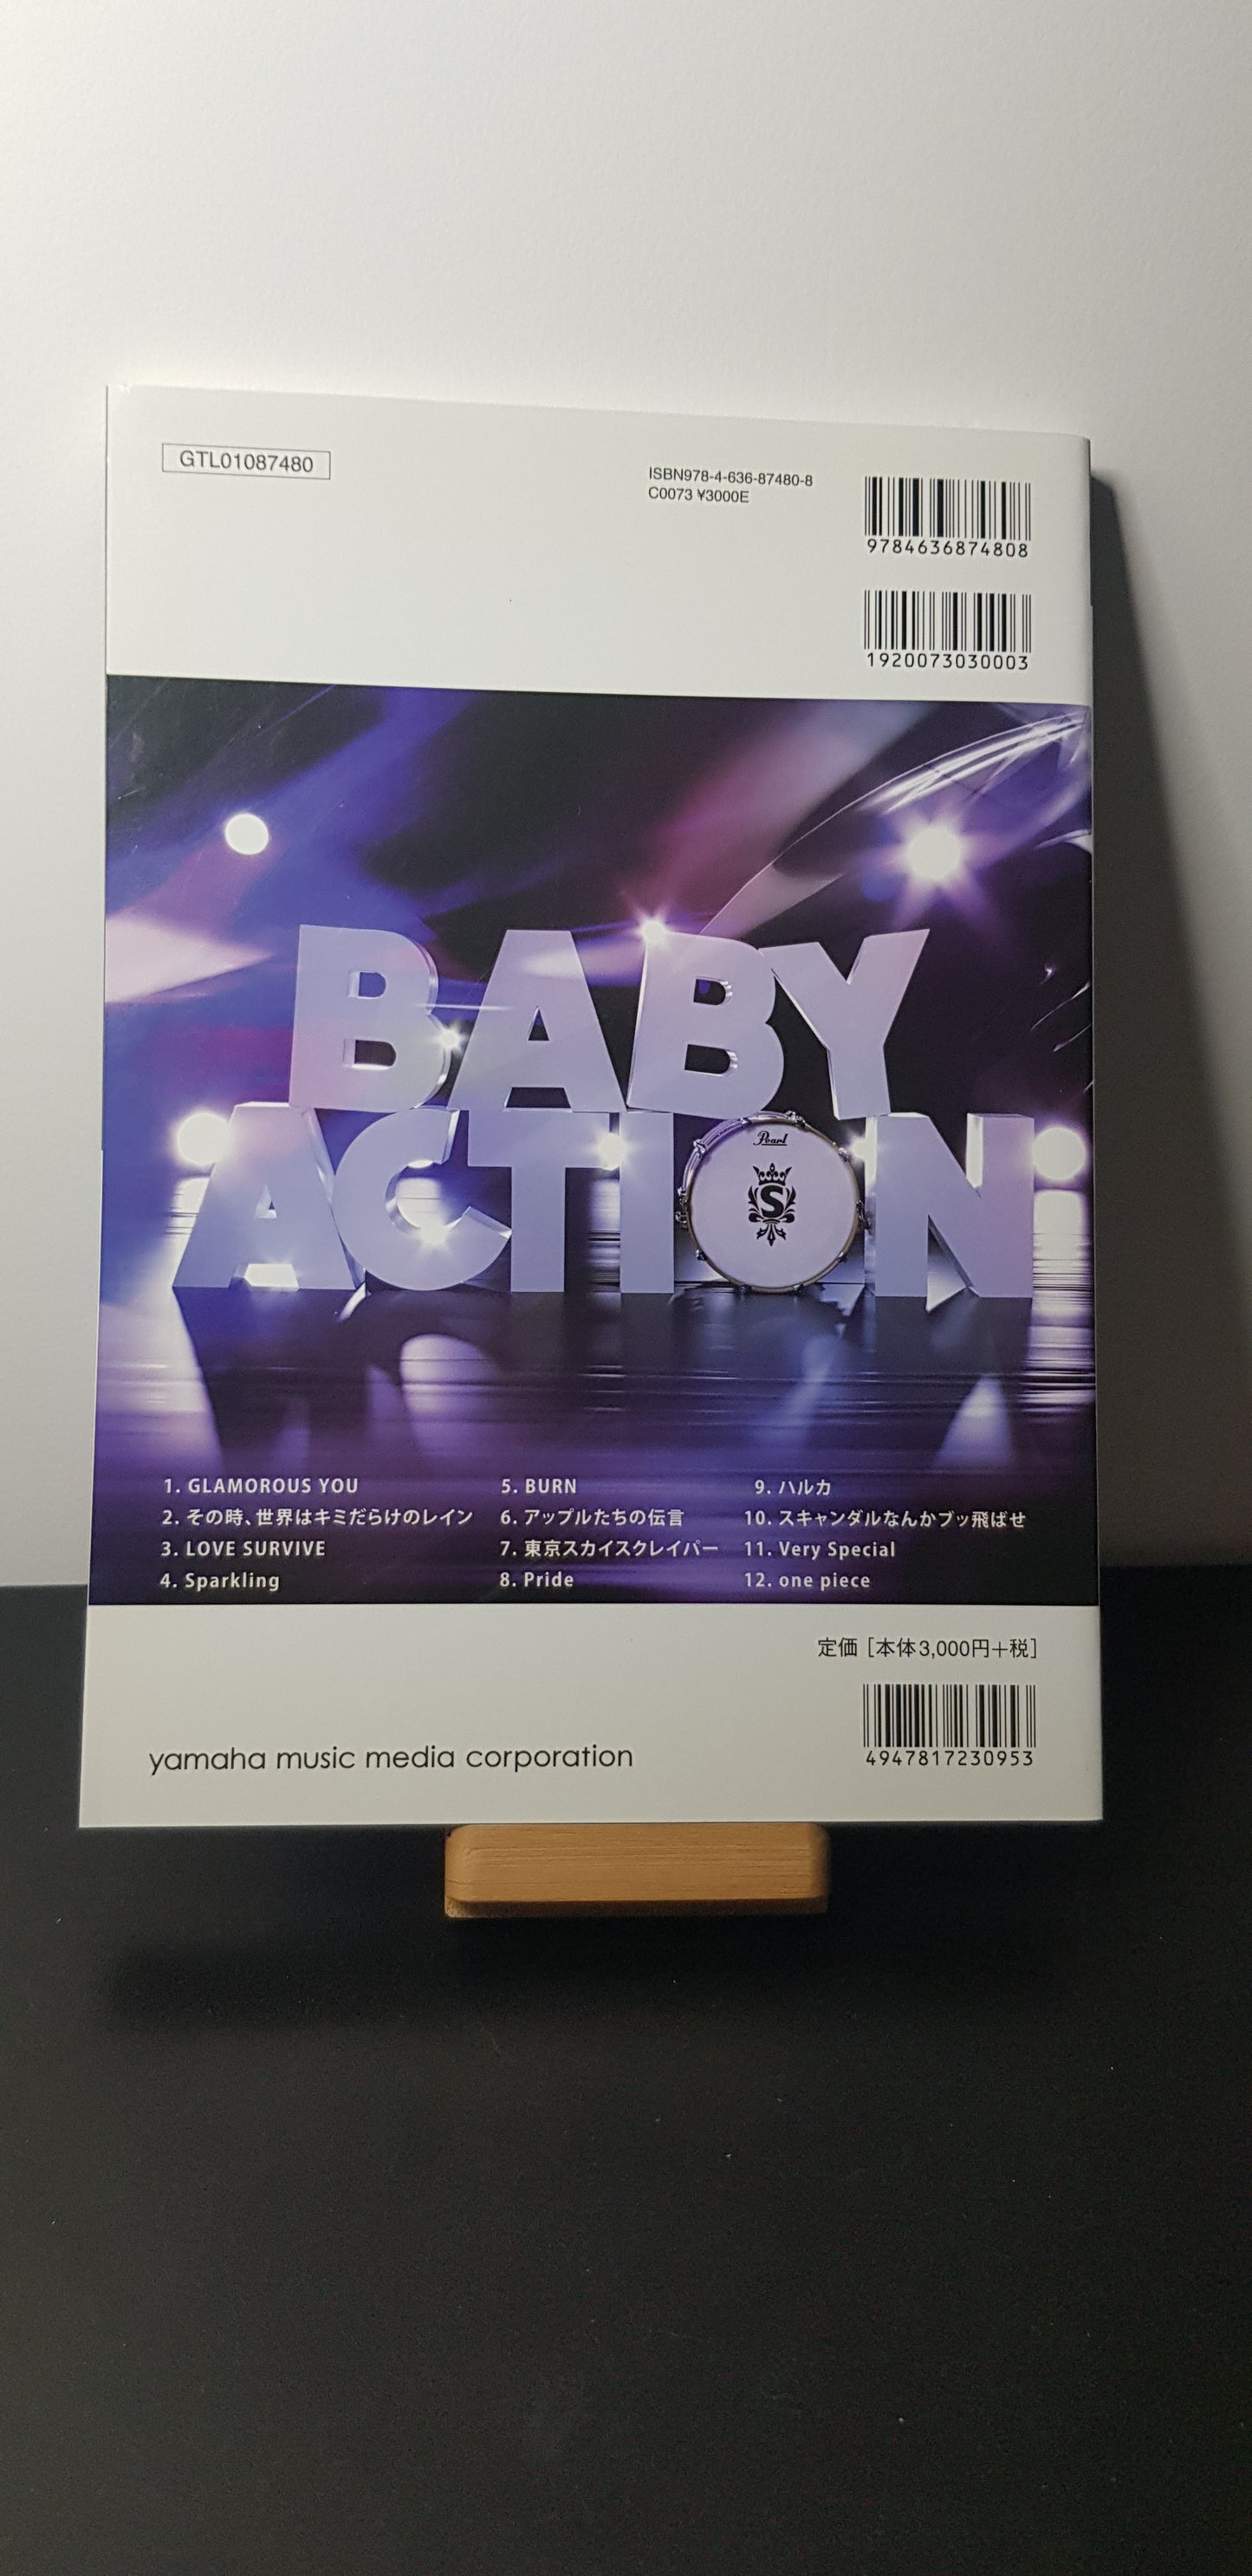 GTL01087480
ISBN978-4-636-87480-8
C0073 ¥3000E
9784636874808
1920073030003
BABY
ACTION
Pearl
S
1. GLAMOROUS YOU
2. その時、世界はキミだらけのレイン
3. LOVE SURVIVE
4. Sparkling
5. BURN
6. アップルたちの伝言
7. 東京スカイスクレイパー
8. Pride
9. ハルカ
10. スキャンダルなんかブッ飛ばせ
11. Very Special
12. one piece
定価［本体3,000円＋税］
4947817230953
yamaha music media corporation